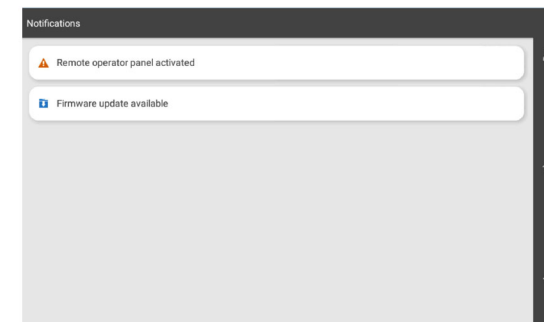 Notifications
Remote operator panel activated
Firmware update available